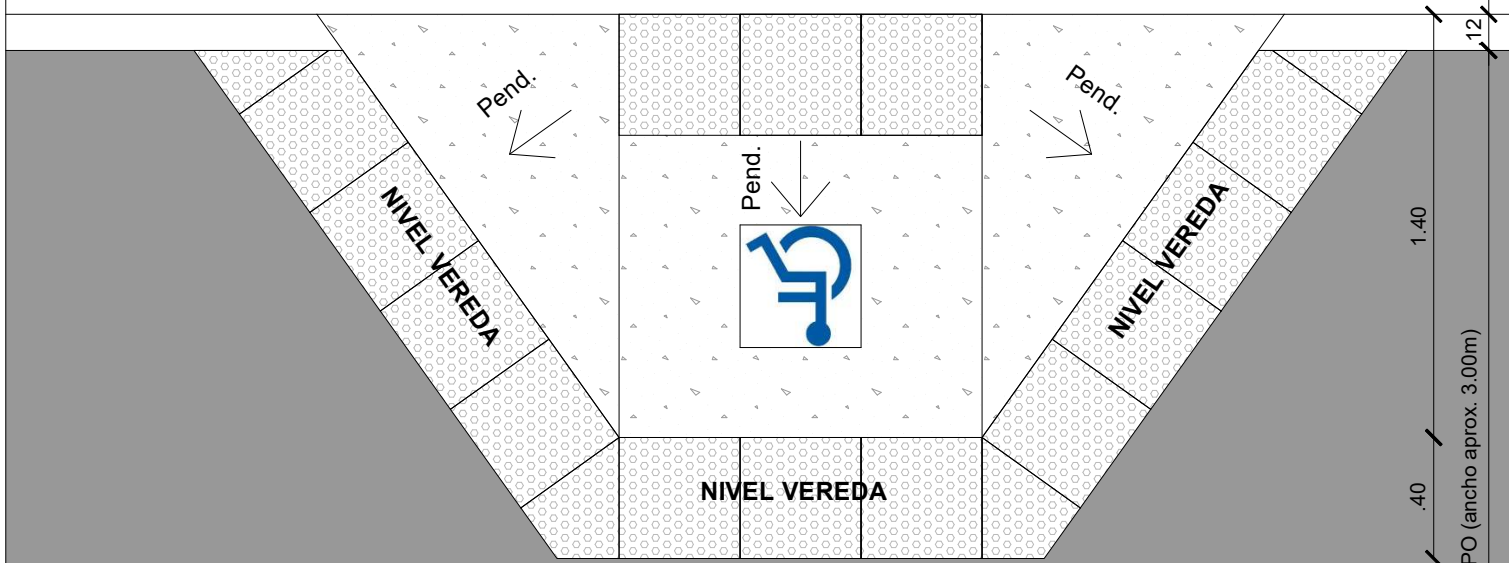 Pend.
Pend.
12
Pend.
NIVEL VEREDA
NIVEL VEREDA
1.40
NIVEL VEREDA
.40
PO (ancho aprox. 3.00m)